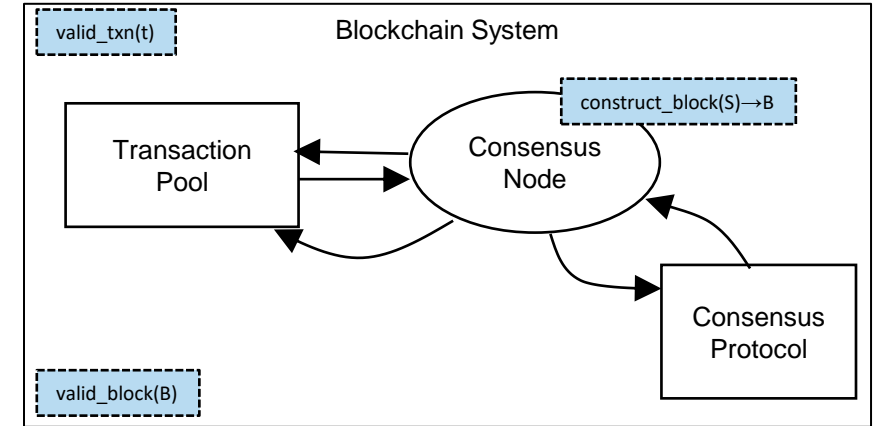 valid_txn(t)
Blockchain System
construct_block(S)→B
Transaction
Pool
Consensus
Node
Consensus
Protocol
valid_block(B)